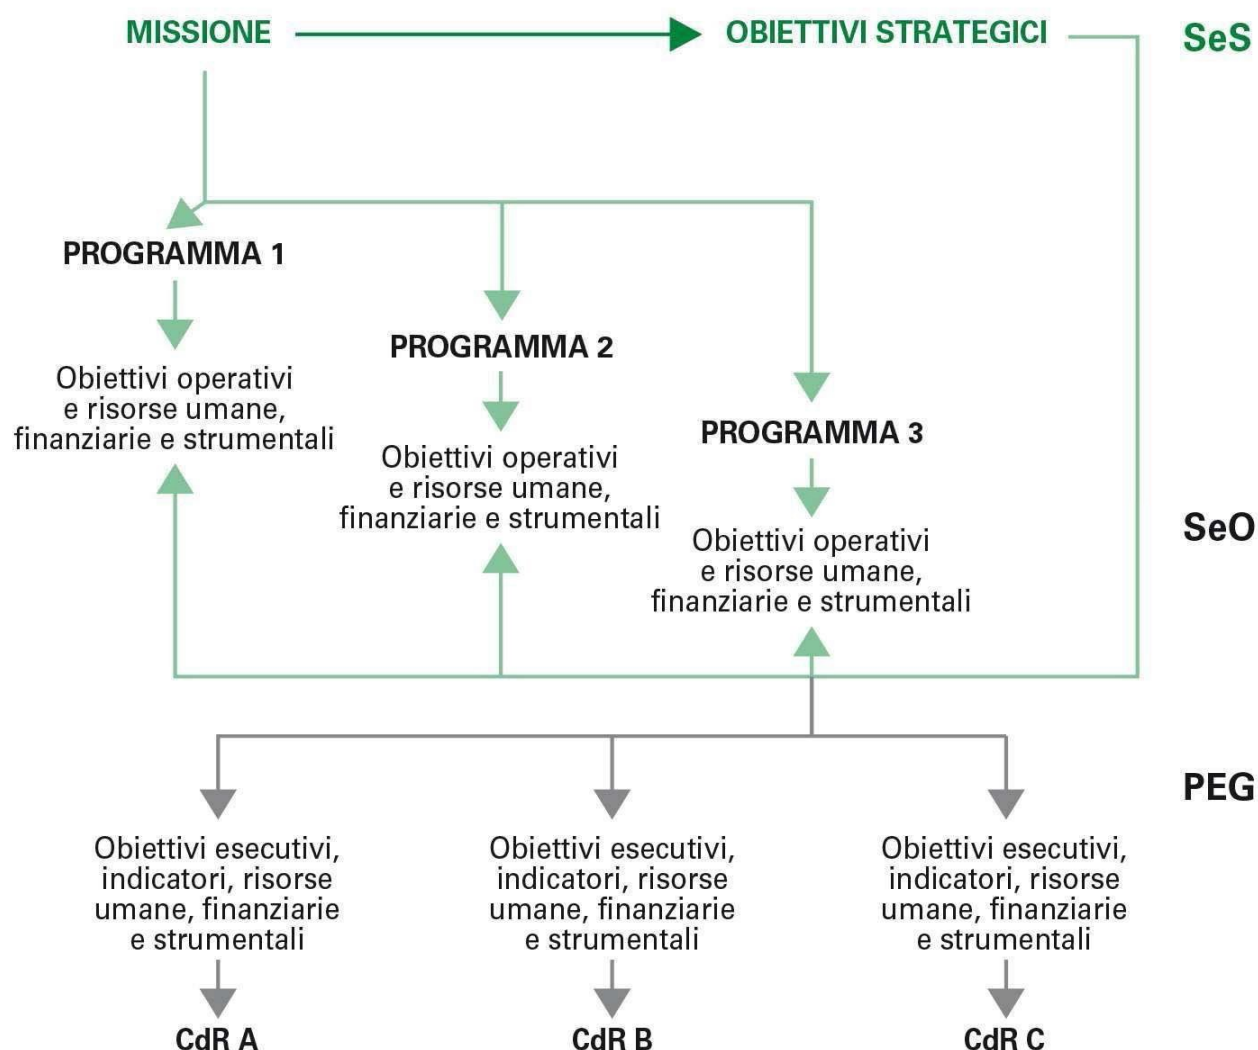 MISSIONE
OBIETTIVI STRATEGICI
SeS
PROGRAMMA 1
Obiettivi operativi
e risorse umane,
finanziarie e strumentali
PROGRAMMA 2
Obiettivi operativi
e risorse umane,
finanziarie e strumentali
PROGRAMMA 3
Obiettivi operativi
e risorse umane,
finanziarie e strumentali
SeO
PEG
Obiettivi esecutivi,
indicatori, risorse
umane, finanziarie
e strumentali
CdR A
Obiettivi esecutivi,
indicatori, risorse
umane, finanziarie
e strumentali
CdR B
Obiettivi esecutivi,
indicatori, risorse
umane, finanziarie
e strumentali
CdR C